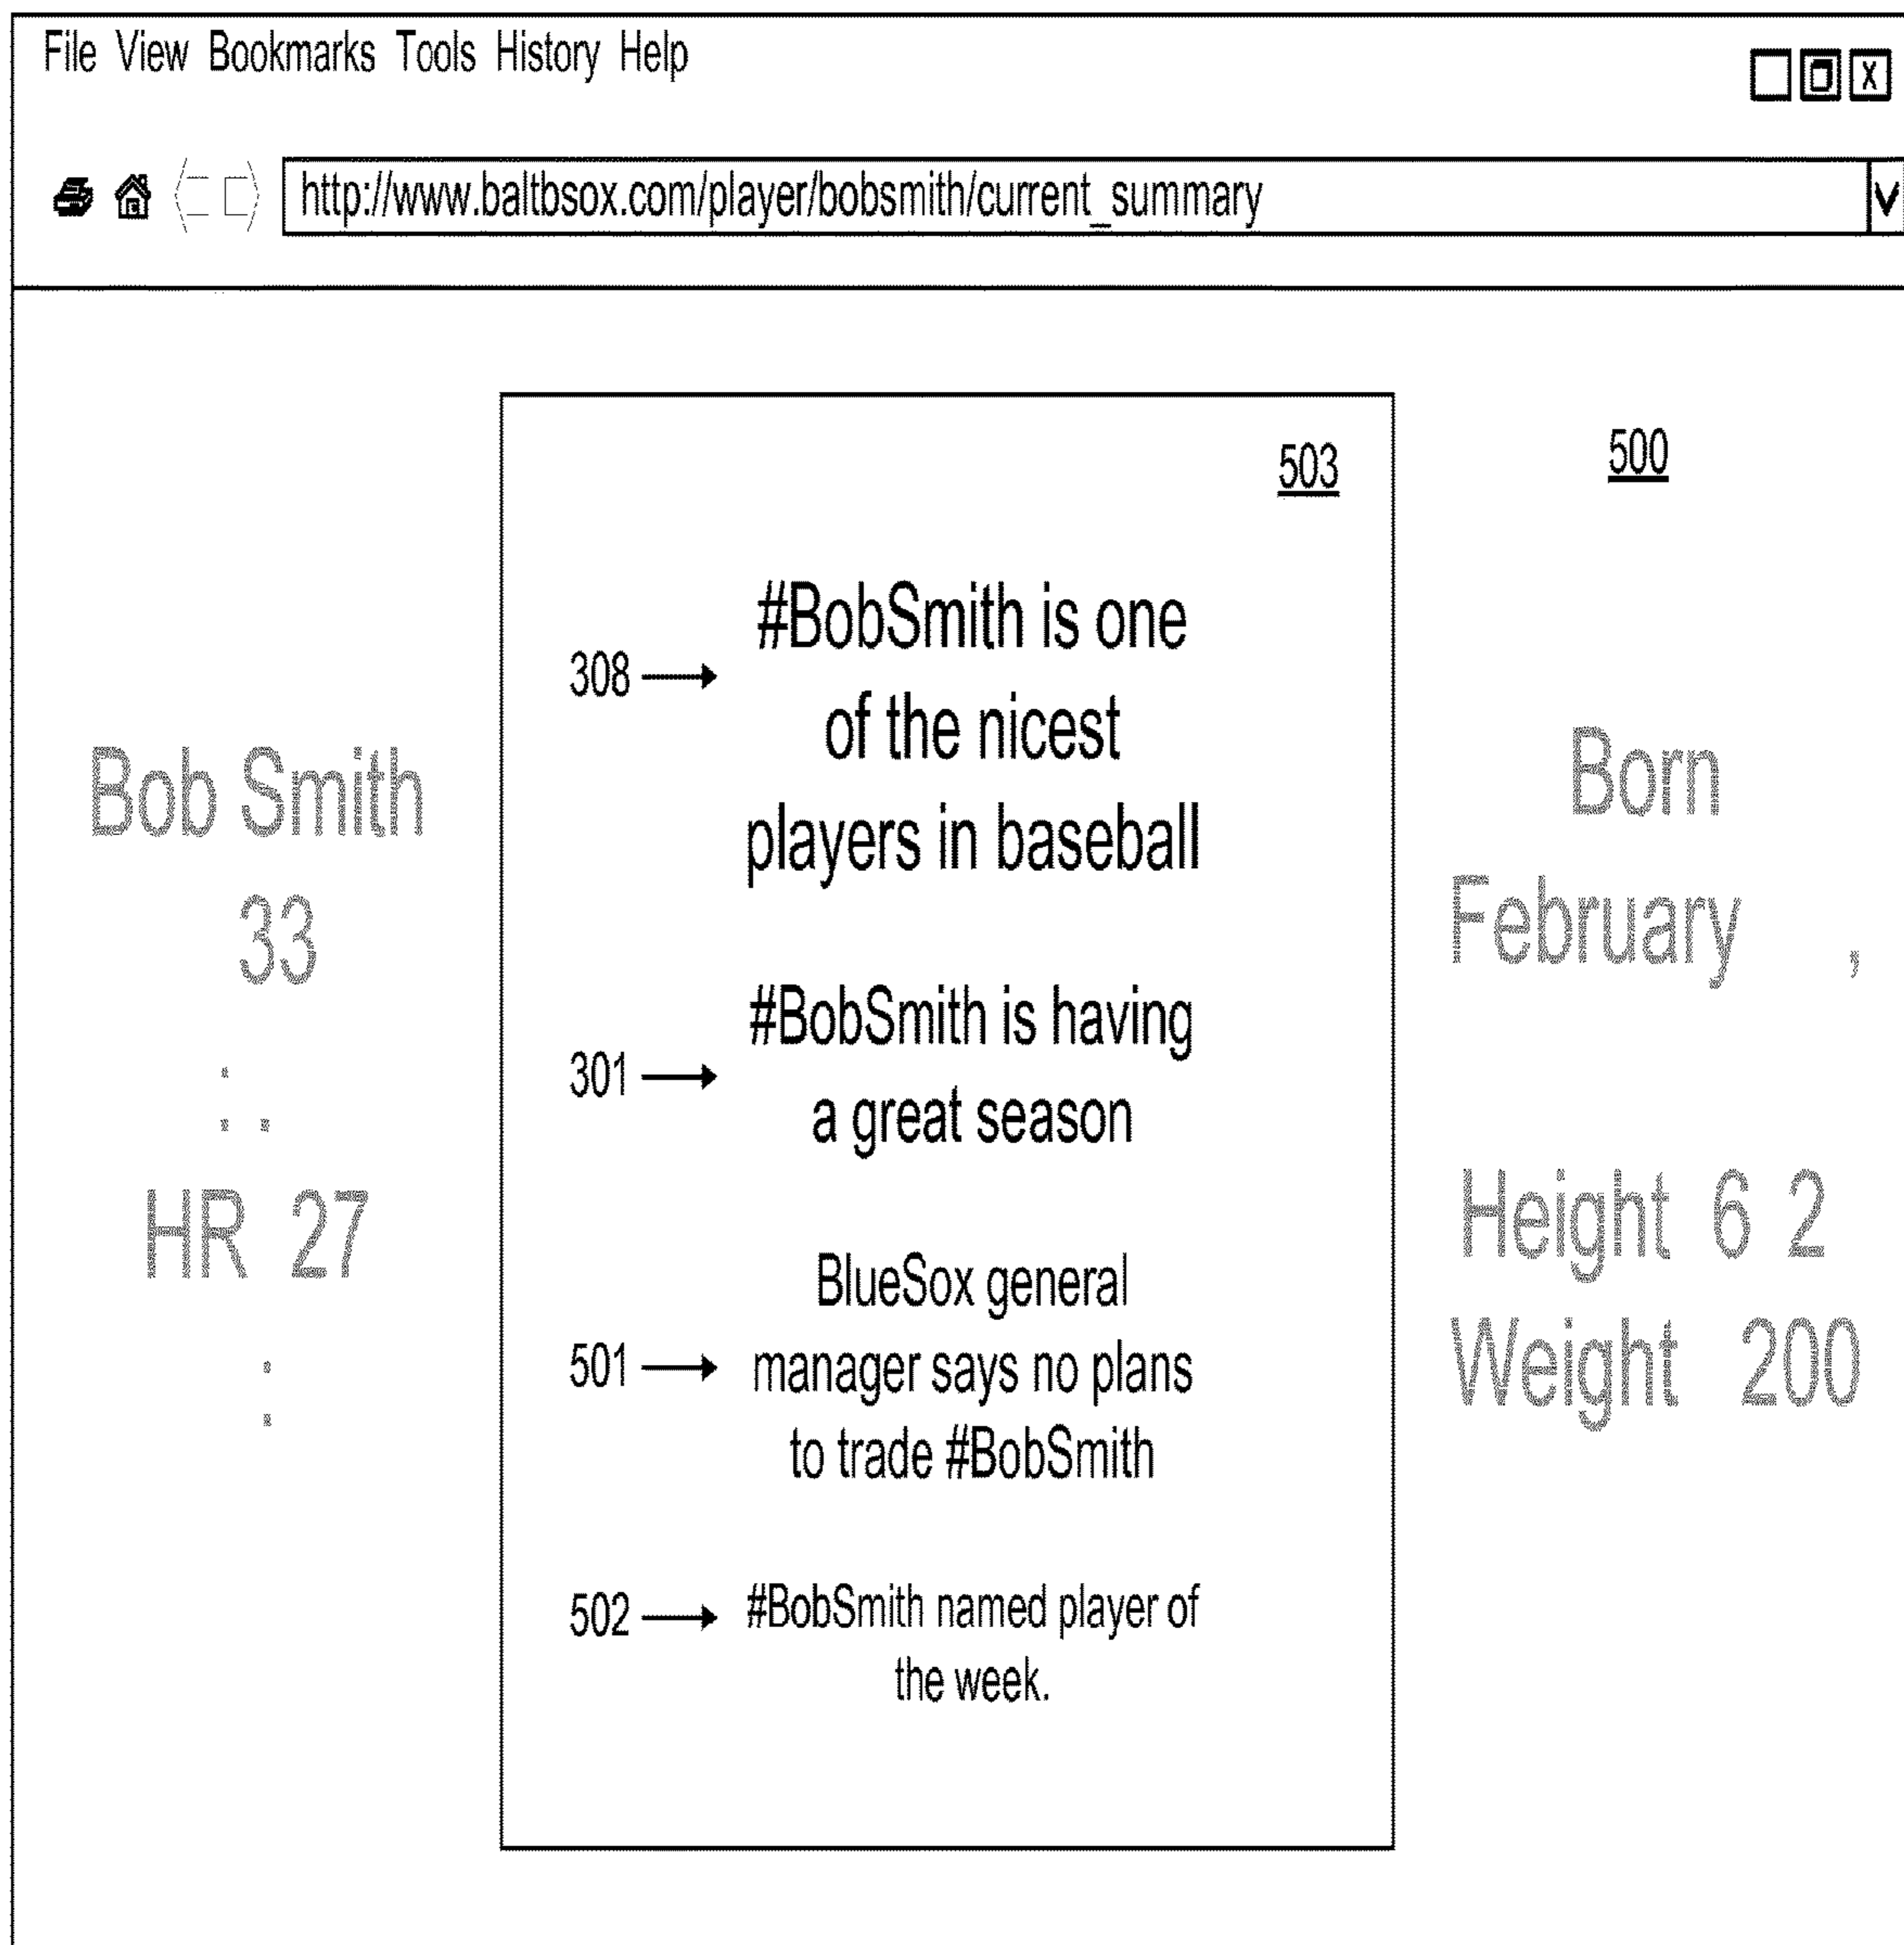 File View Bookmarks Tools History Help
X
http://www.baltbsox.com/player/bobsmith/current_summary
V
503
500
308
#BobSmith is one
of the nicest
players in baseball
301
#BobSmith is having
a great season
501
BlueSox general
manager says no plans
to trade #BobSmith
502
#BobSmith named player of
the week.
Bob Smith
33
: . .
HR 27
:
Born
February ,
Height 6 2
Weight 200